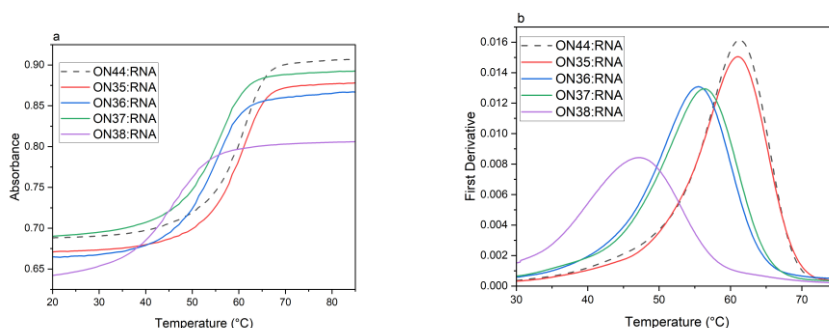 a
ON44:RNA
ON35:RNA
ON36:RNA
ON37:RNA
ON38:RNA
0.90
0.85
0.80
0.75
0.70
0.65
Absorbance
20 30 40 50 60 70 80
Temperature (°C)
b
ON44:RNA
ON35:RNA
ON36:RNA
ON37:RNA
ON38:RNA
0.016
0.014
0.012
0.010
0.008
0.006
0.004
0.002
0.000
First Derivative
30 40 50 60 70
Temperature (°C)